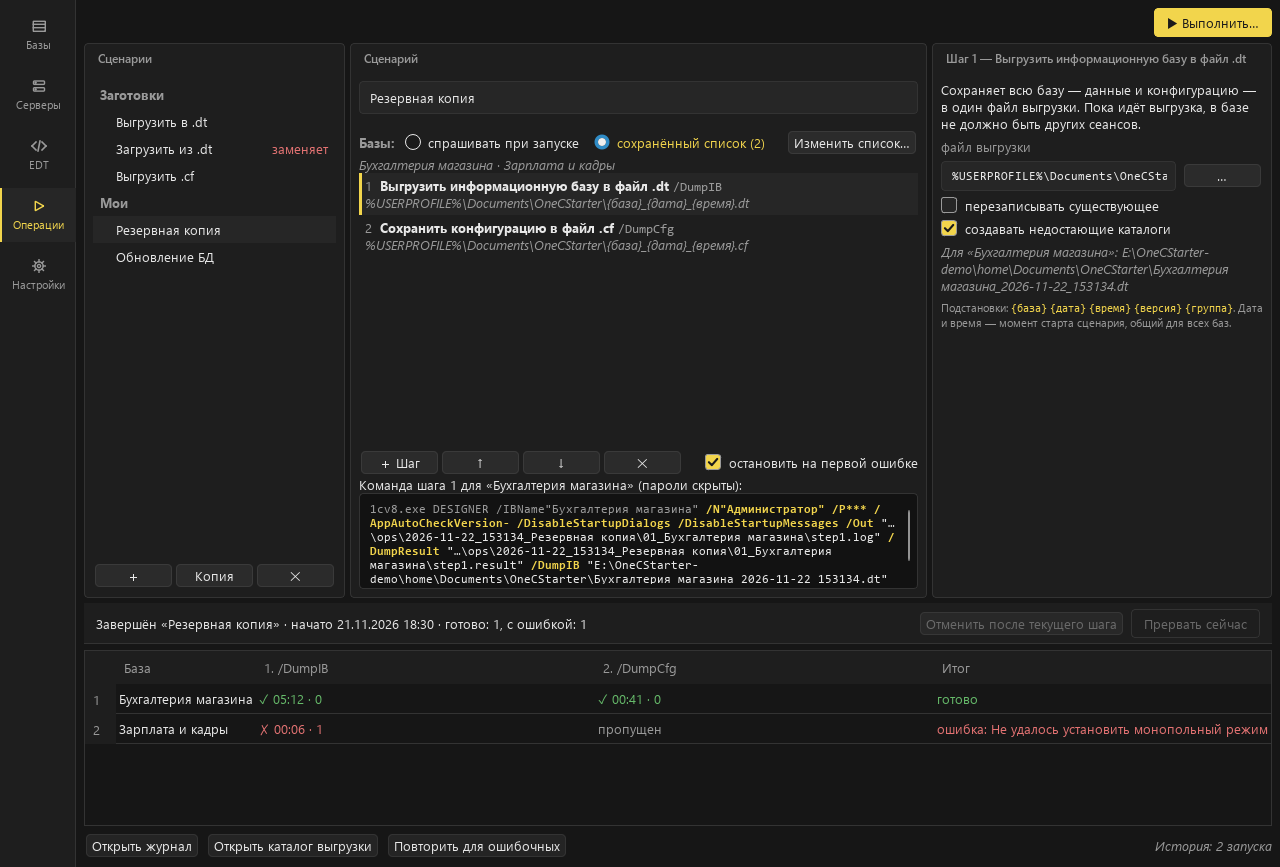 Базы
Серверы
EDT
Операции
Настройки
Выполнить...
Сценарии
Заготовки
Выгрузить в .dt
Загрузить из .dt заменяет
Выгрузить .cf
Мои
Резервная копия
Обновление БД
+ Копия ×
Сценарий
Резервная копия
Базы: спрашивать при запуске сохранённый список (2) Изменить список...
Бухгалтерия магазина · Зарплата и кадры
1 Выгрузить информационную базу в файл .dt /DumpIB
%USERPROFILE%\Documents\OneCStarter\{база}_{дата}_{время}.dt
2 Сохранить конфигурацию в файл .cf /DumpCfg
%USERPROFILE%\Documents\OneCStarter\{база}_{дата}_{время}.cf
+ Шаг ↑ ↓ × остановить на первой ошибке
Команда шага 1 для «Бухгалтерия магазина» (пароли скрыты):
1cv8.exe DESIGNER /IBName"Бухгалтерия магазина" /N"Администратор" /P*** /
AppAutoCheckVersion- /DisableStartupDialogs /DisableStartupMessages /Out "…
\ops\2026-11-22_153134_Резервная копия\01_Бухгалтерия магазина\step1.log" /
DumpResult "…\ops\2026-11-22_153134_Резервная копия\01_Бухгалтерия
магазина\step1.result" /DumpIB "E:\OneCStarter-
demo\home\Documents\OneCStarter\Бухгалтерия магазина_2026-11-22_153134.dt"
Шаг 1 — Выгрузить информационную базу в файл .dt
Сохраняет всю базу — данные и конфигурацию —
в один файл выгрузки. Пока идёт выгрузка, в базе
не должно быть других сеансов.
файл выгрузки
%USERPROFILE%\Documents\OneCSta ...
перезаписывать существующее
создавать недостающие каталоги
Для «Бухгалтерия магазина»: E:\OneCStarter-
demo\home\Documents\OneCStarter\Бухгалтерия
магазина_2026-11-22_153134.dt
Подстановки: {база} {дата} {время} {версия} {группа}. Дата
и время — момент старта сценария, общий для всех баз.
Завершён «Резервная копия» · начато 21.11.2026 18:30 · готово: 1, с ошибкой: 1 Отменить после текущего шага Прервать сейчас
База 1. /DumpIB 2. /DumpCfg Итог
1 Бухгалтерия магазина ✓ 05:12 · 0 ✓ 00:41 · 0 готово
2 Зарплата и кадры ✗ 00:06 · 1 пропущен ошибка: Не удалось установить монопольный режим
Открыть журнал Открыть каталог выгрузки Повторить для ошибочных История: 2 запуска